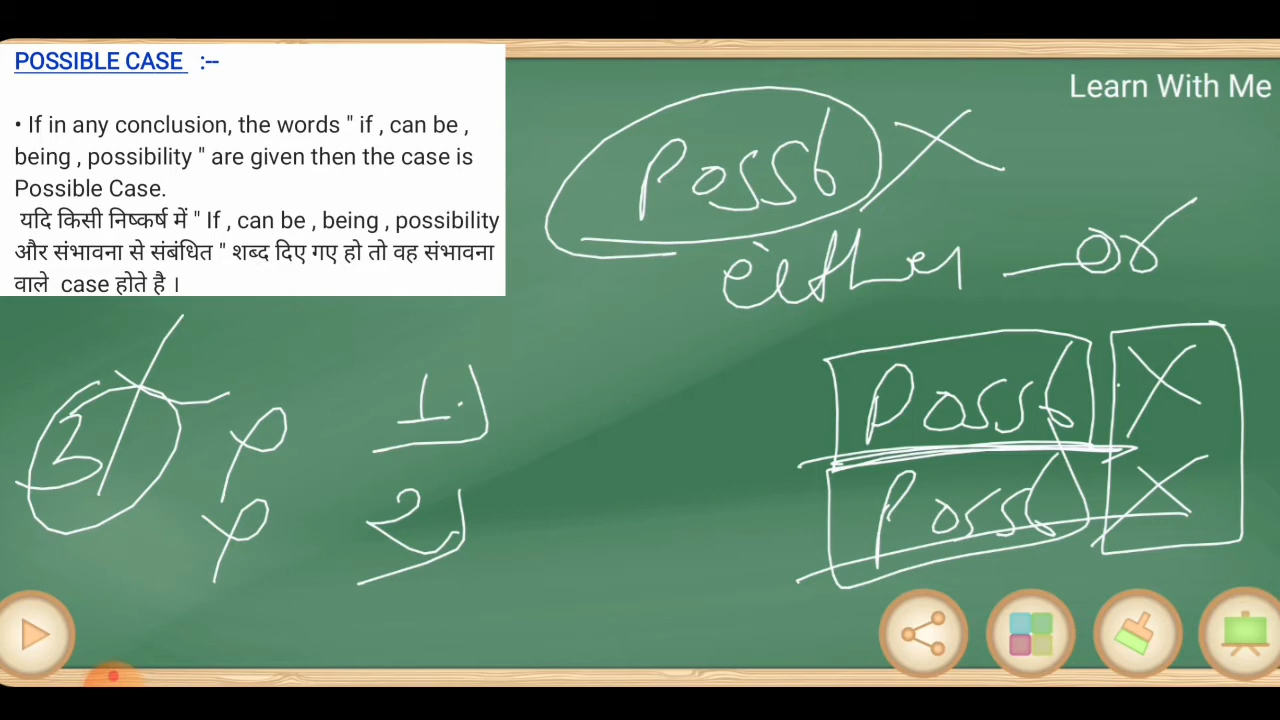 POSSIBLE CASE :--
• If in any conclusion, the words " if , can be ,
being , possibility " are given then the case is
Possible Case.
यदि किसी निष्कर्ष में " If , can be , being , possibility
और संभावना से संबंधित " शब्द दिए गए हो तो वह संभावना
वाले case होते है ।
Learn With Me
Possb X
either — or
Possb X
Possb X
1)
2)